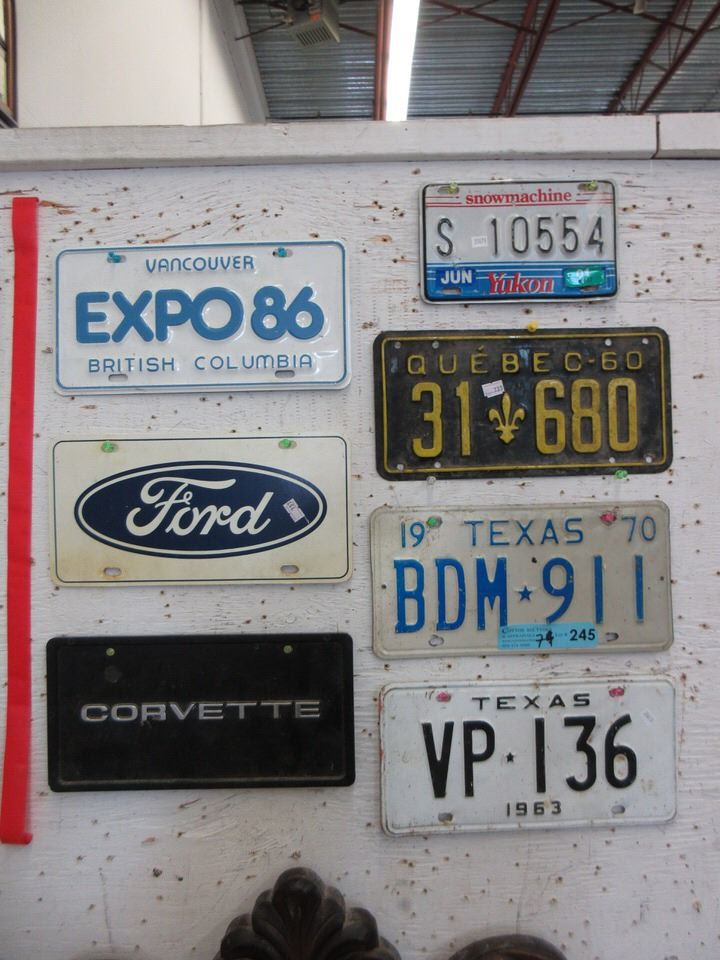 VANCOUVER
EXPO 86
BRITISH COLUMBIA
Ford
CORVETTE
snowmachine
S 10554
JUN Yukon
QUÉBEC-60
31 680
19 TEXAS 70
BDM★911
74 245
TEXAS
VP★136
1963